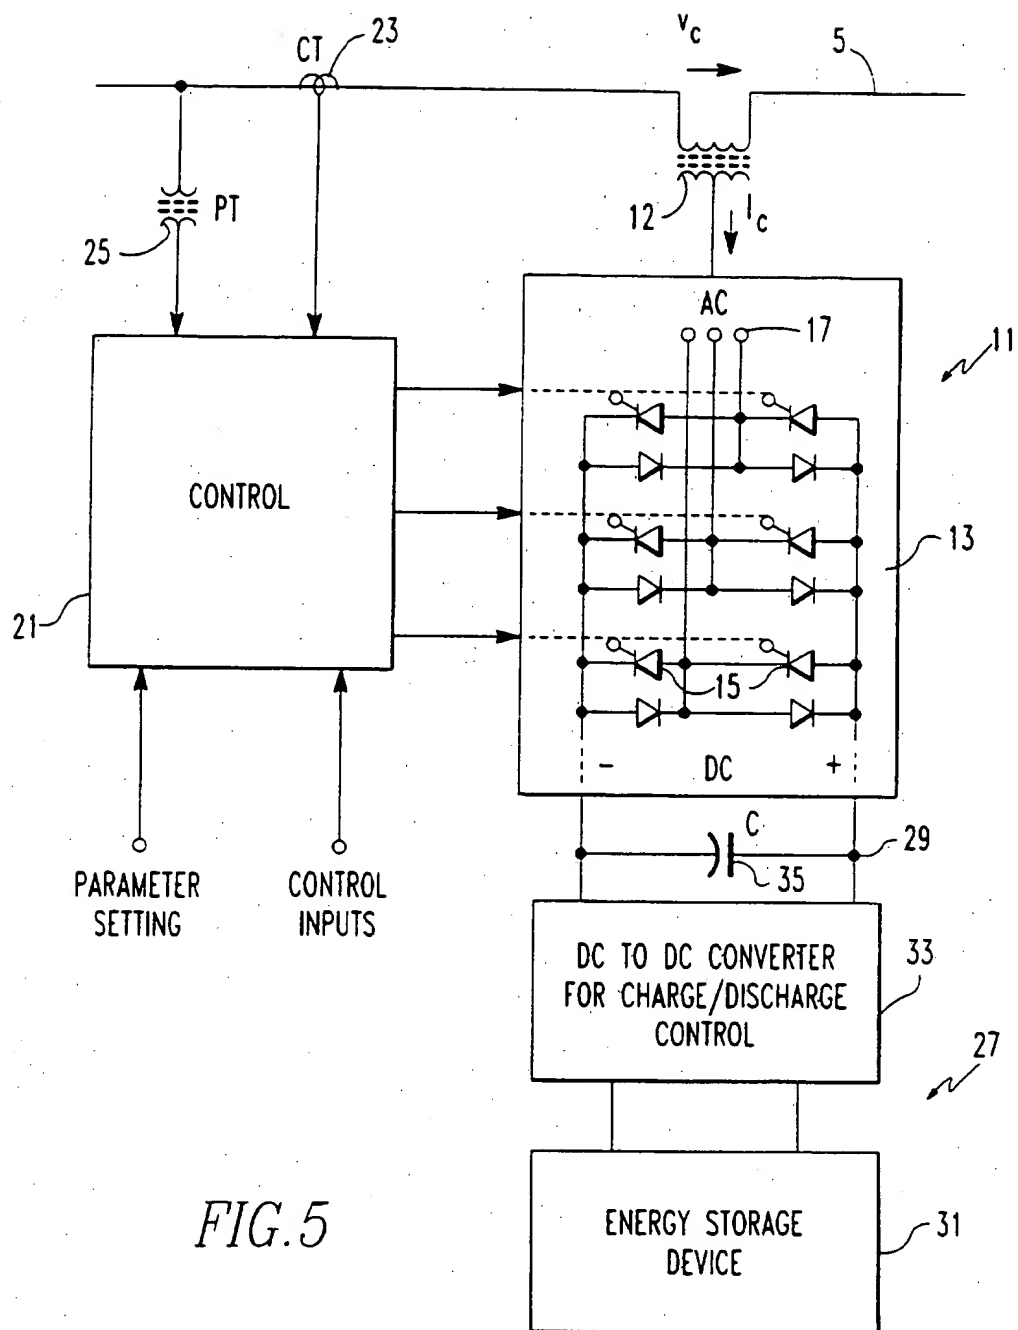 CT
23
Vc
5
PT
25
12
Ic
AC
17
11
CONTROL
13
21
15
- DC +
C
29
35
PARAMETER
SETTING
CONTROL
INPUTS
DC TO DC CONVERTER
FOR CHARGE/DISCHARGE
CONTROL
33
27
ENERGY STORAGE
DEVICE
31
FIG.5